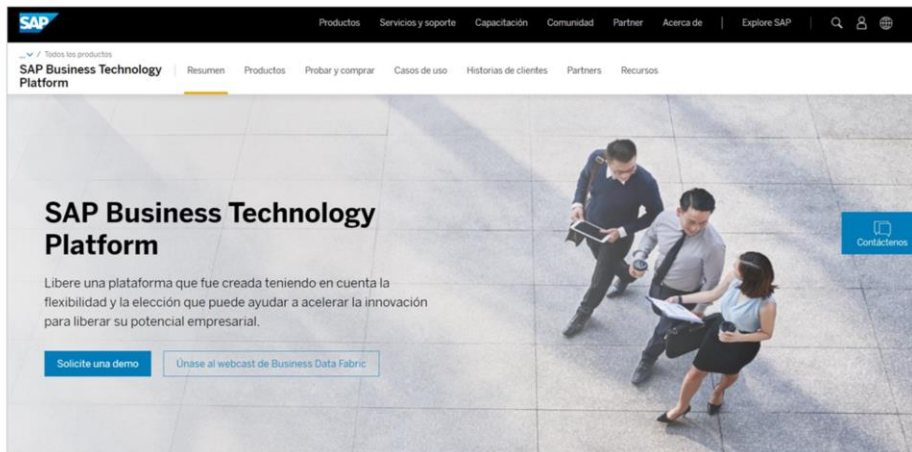 SAP
Productos Servicios y soporte Capacitación Comunidad Partner Acerca de Explore SAP
... / Todos los productos
SAP Business Technology
Platform
Resumen Productos Probar y comprar Casos de uso Historias de clientes Partners Recursos
SAP Business Technology
Platform
Libere una plataforma que fue creada teniendo en cuenta la
flexibilidad y la elección que puede ayudar a acelerar la innovación
para liberar su potencial empresarial.
Solicite una demo Únase al webcast de Business Data Fabric
Contáctenos